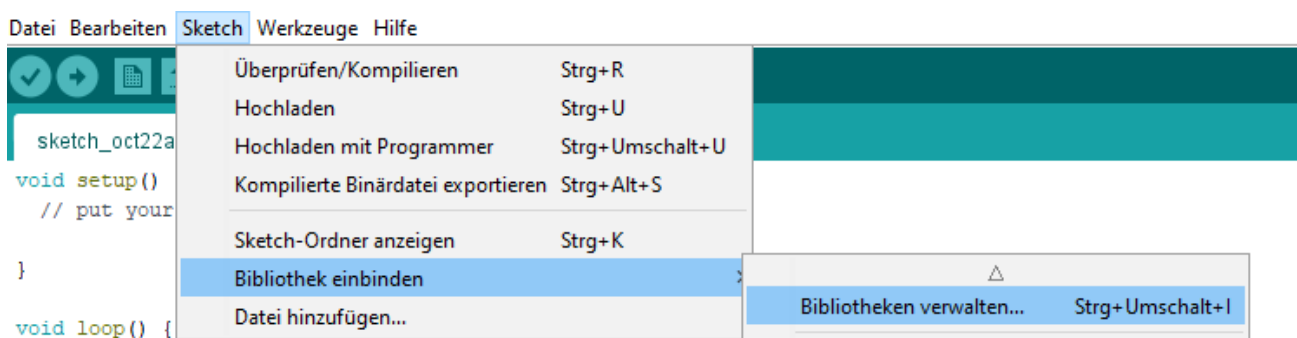 Datei Bearbeiten Sketch Werkzeuge Hilfe
Überprüfen/Kompilieren Strg+R
Hochladen Strg+U
sketch_oct22a
Hochladen mit Programmer Strg+Umschalt+U
void setup()
Kompilierte Binärdatei exportieren Strg+Alt+S
// put your
Sketch-Ordner anzeigen Strg+K
}
Bibliothek einbinden
Bibliotheken verwalten... Strg+Umschalt+I
Datei hinzufügen...
void loop() {